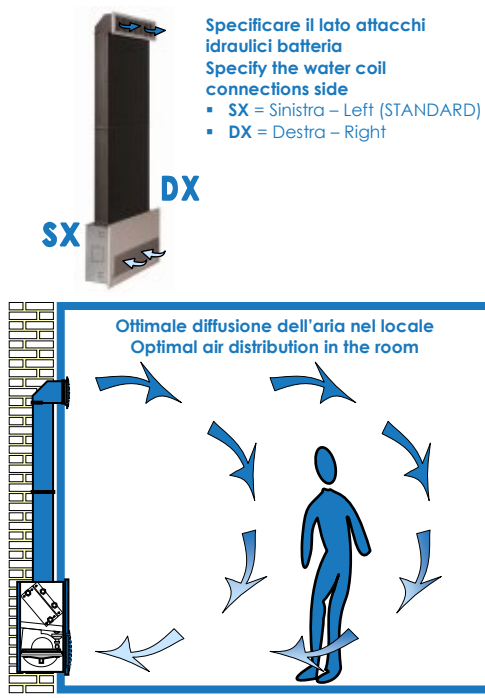 Specificare il lato attacchi
idraulici batteria
Specify the water coil
connections side
▪ SX = Sinistra – Left (STANDARD)
▪ DX = Destra – Right
DX
SX
Ottimale diffusione dell'aria nel locale
Optimal air distribution in the room